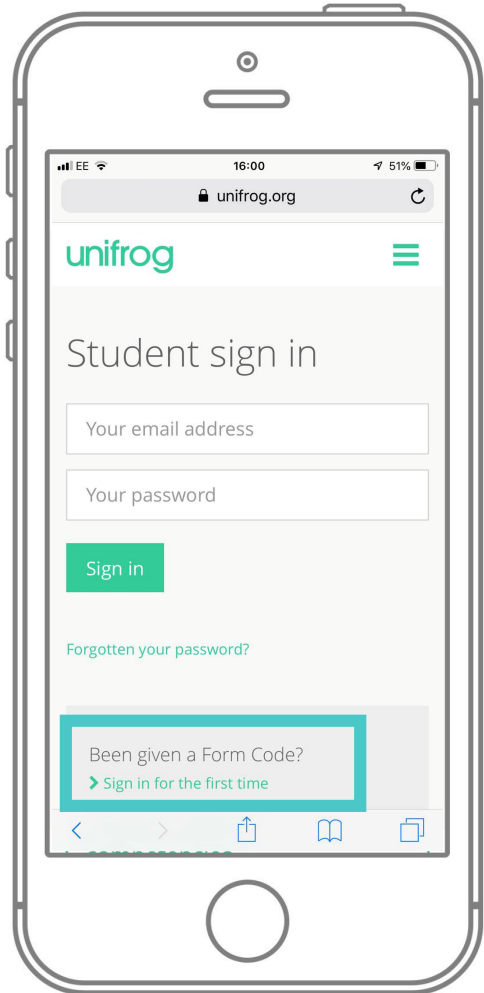 EE 16:00 51%
unifrog.org
unifrog
Student sign in
Your email address
Your password
Sign in
Forgotten your password?
Been given a Form Code?
Sign in for the first time